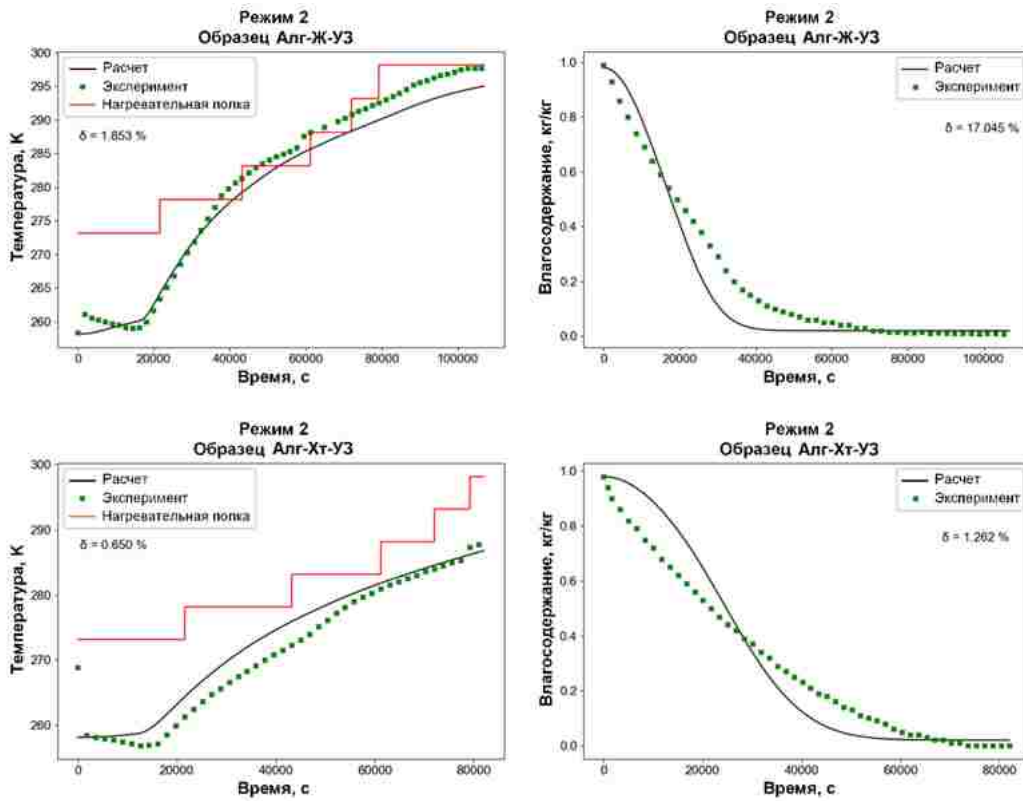 Режим 2
Образец Алг-Ж-УЗ
Температура, К
300
295
290
285
280
275
270
265
260
Расчет
Эксперимент
Нагревательная полка
δ = 1.853 %
0
20000
40000
60000
80000
100000
Время, с
Режим 2
Образец Алг-Ж-УЗ
Влагосодержание, кг/кг
1.0
0.8
0.6
0.4
0.2
0.0
Расчет
Эксперимент
δ = 17.045 %
0
20000
40000
60000
80000
100000
Время, с
Режим 2
Образец Алг-Хт-УЗ
Температура, К
300
290
280
270
260
Расчет
Эксперимент
Нагревательная полка
δ = 0.650 %
0
20000
40000
60000
80000
Время, с
Режим 2
Образец Алг-Хт-УЗ
Влагосодержание, кг/кг
1.0
0.8
0.6
0.4
0.2
0.0
Расчет
Эксперимент
δ = 1.262 %
0
20000
40000
60000
80000
Время, с